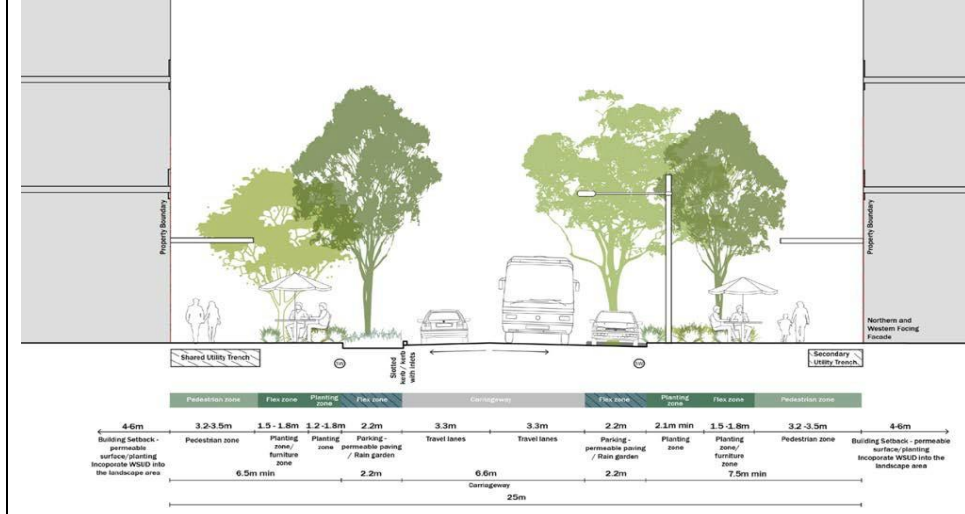 Property Boundary
Property Boundary
Northern and
Western Facing
Facade
Shared Utility Trench
SW
Slotted
kerb / kerb
with inlets
SW
Secondary
Utility Trench
Pedestrian zone
Flex zone
Planting
zone
Flex zone
Carriageway
Flex zone
Planting
zone
Flex zone
Pedestrian zone
4-6m
3.2-3.5m
1.5 - 1.8m
1.2 -1.8m
2.2m
3.3m
3.3m
2.2m
2.1m min
1.5 -1.8m
3.2 -3.5m
4-6m
Building Setback -
permeable
surface/planting
Incoporate WSUD into
the landscape area
Pedestrian zone
Planting
zone/
furniture
zone
Planting
zone
Parking -
permeable paving
/ Rain garden
Travel lanes
Travel lanes
Parking -
permeable paving
/ Rain garden
Planting
zone
Planting
zone/
furniture
zone
Pedestrian zone
Building Setback - permeable
surface/planting
Incoporate WSUD into the
landscape area
6.5m min
2.2m
6.6m
2.2m
7.5m min
Carriageway
25m